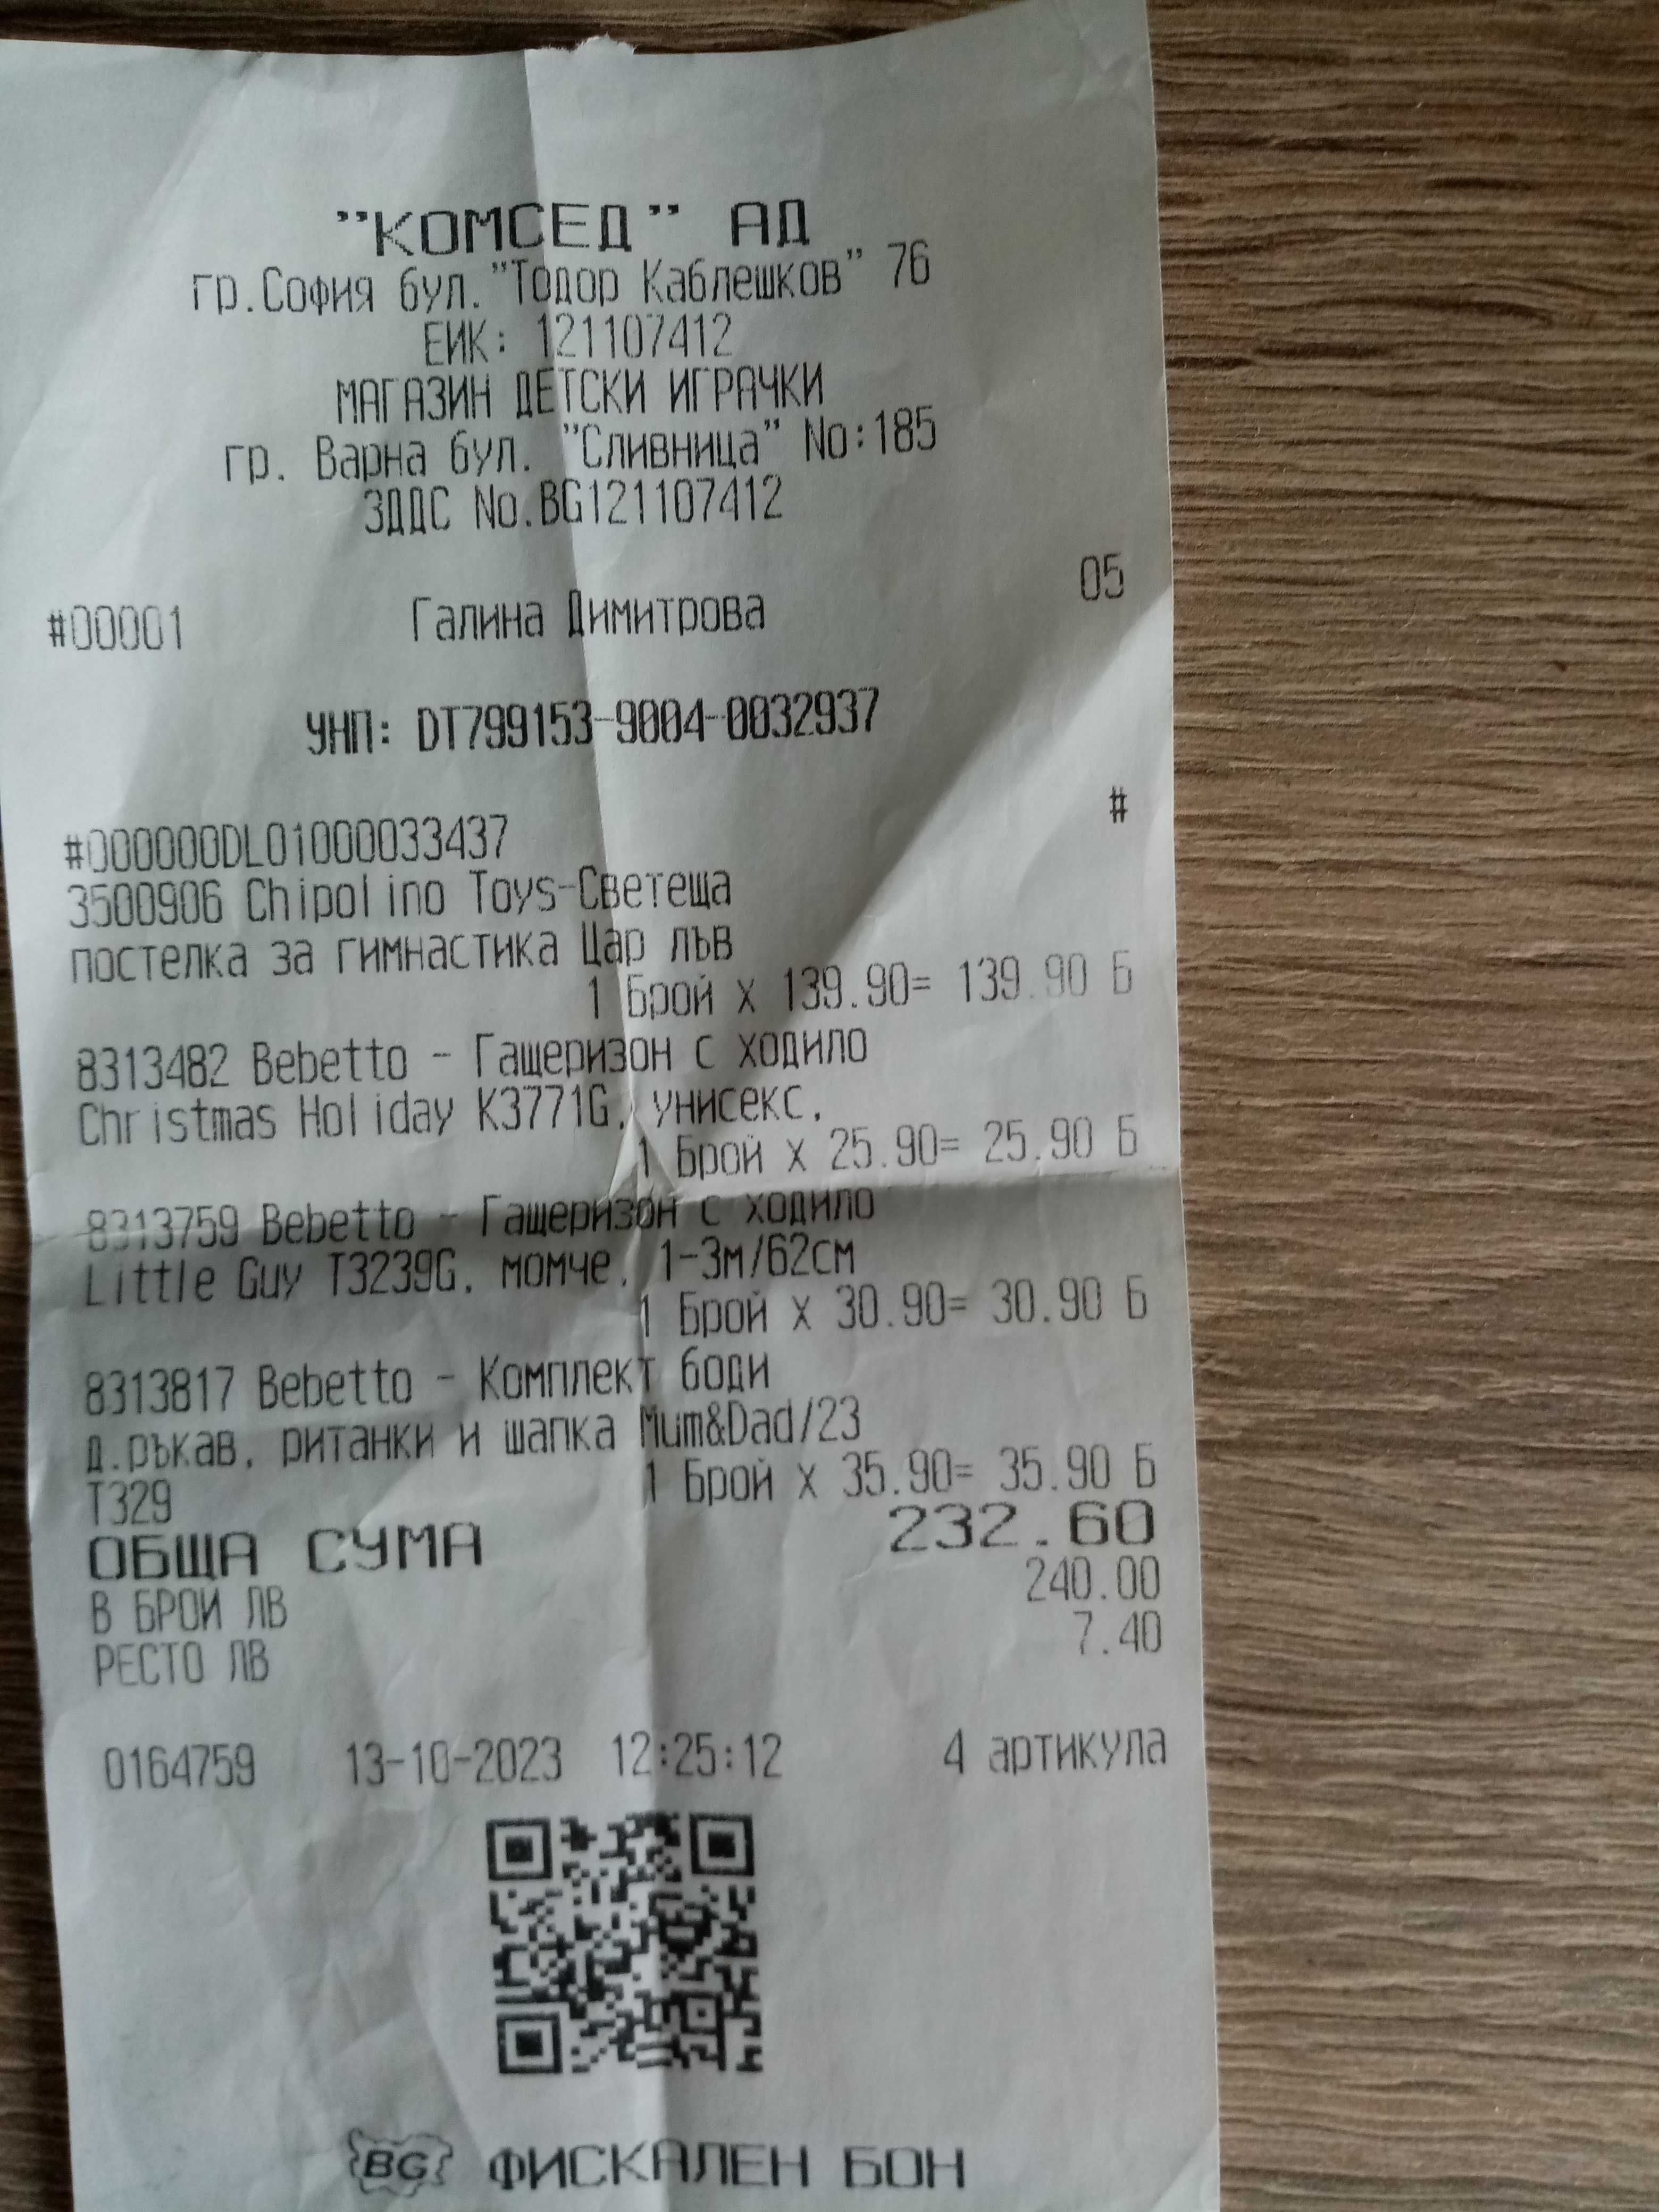 "КОМСЕД" АД
гр.София бул."Тодор Каблешков" 76
ЕИК: 121107412
МАГАЗИН ДЕТСКИ ИГРАЧКИ
гр. Варна бул. "Сливница" No:185
ЗДДС No.BG121107412
#00001 Галина Димитрова 05
УНП: DT799153-9004-0032937
#000000DL01000033437 #
3500906 Chipolino Toys-Светеща
постелка за гимнастика Цар лъв
1 Брой x 139.90= 139.90 Б
8313482 Bebetto - Гащеризон с ходило
Christmas Holiday K3771G, унисекс,
1 Брой x 25.90= 25.90 Б
8313759 Bebetto - Гащеризон с ходило
Little Guy T3239G, момче, 1-3м/62см
1 Брой x 30.90= 30.90 Б
8313817 Bebetto - Комплект боди
д.ръкав, ританки и шапка Mum&Dad/23
T329 1 Брой x 35.90= 35.90 Б
ОБЩА СУМА 232.60
В БРОЙ ЛВ 240.00
РЕСТО ЛВ 7.40
0164759 13-10-2023 12:25:12 4 артикула
BG ФИСКАЛЕН БОН